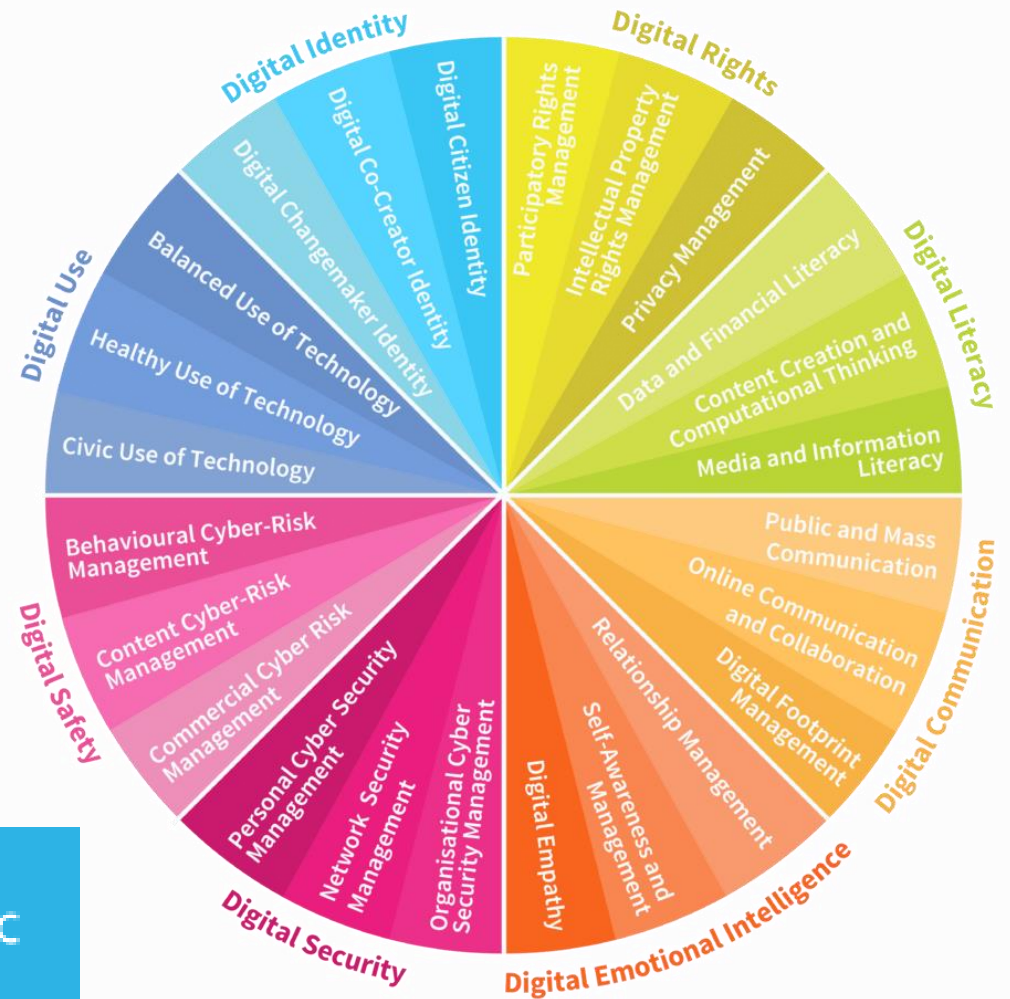 Digital Identity
Digital Citizen Identity
Digital Co-Creator Identity
Digital Changemaker Identity
Digital Rights
Participatory Rights
Management
Intellectual Property
Rights Management
Privacy Management
Digital Literacy
Data and Financial Literacy
Content Creation and
Computational Thinking
Media and Information
Literacy
Digital Communication
Public and Mass
Communication
Online Communication
and Collaboration
Digital Footprint
Management
Digital Emotional Intelligence
Relationship Management
Self-Awareness and
Management
Digital Empathy
Digital Security
Organisational Cyber
Security Management
Network Security
Management
Personal Cyber Security
Management
Digital Safety
Commercial Cyber Risk
Management
Content Cyber-Risk
Management
Behavioural Cyber-Risk
Management
Digital Use
Civic Use of Technology
Healthy Use of Technology
Balanced Use of Technology